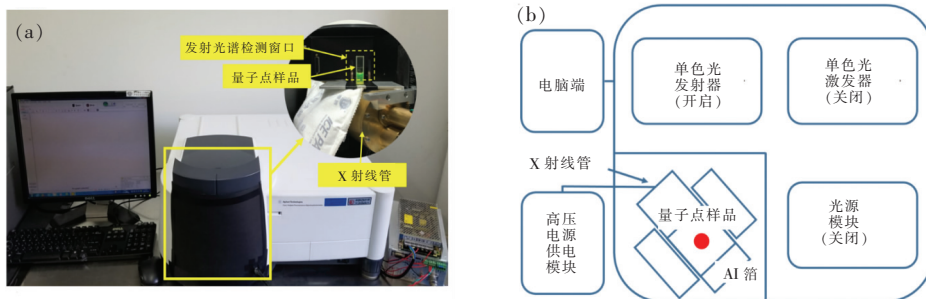 (a)
发射光谱检测窗口
量子点样品
X 射线管
(b)
电脑端
单色光
发射器
(开启)
单色光
激发器
(关闭)
X 射线管
高压
电源
供电
模块
量子点样品
Al 箔
光源
模块
(关闭)